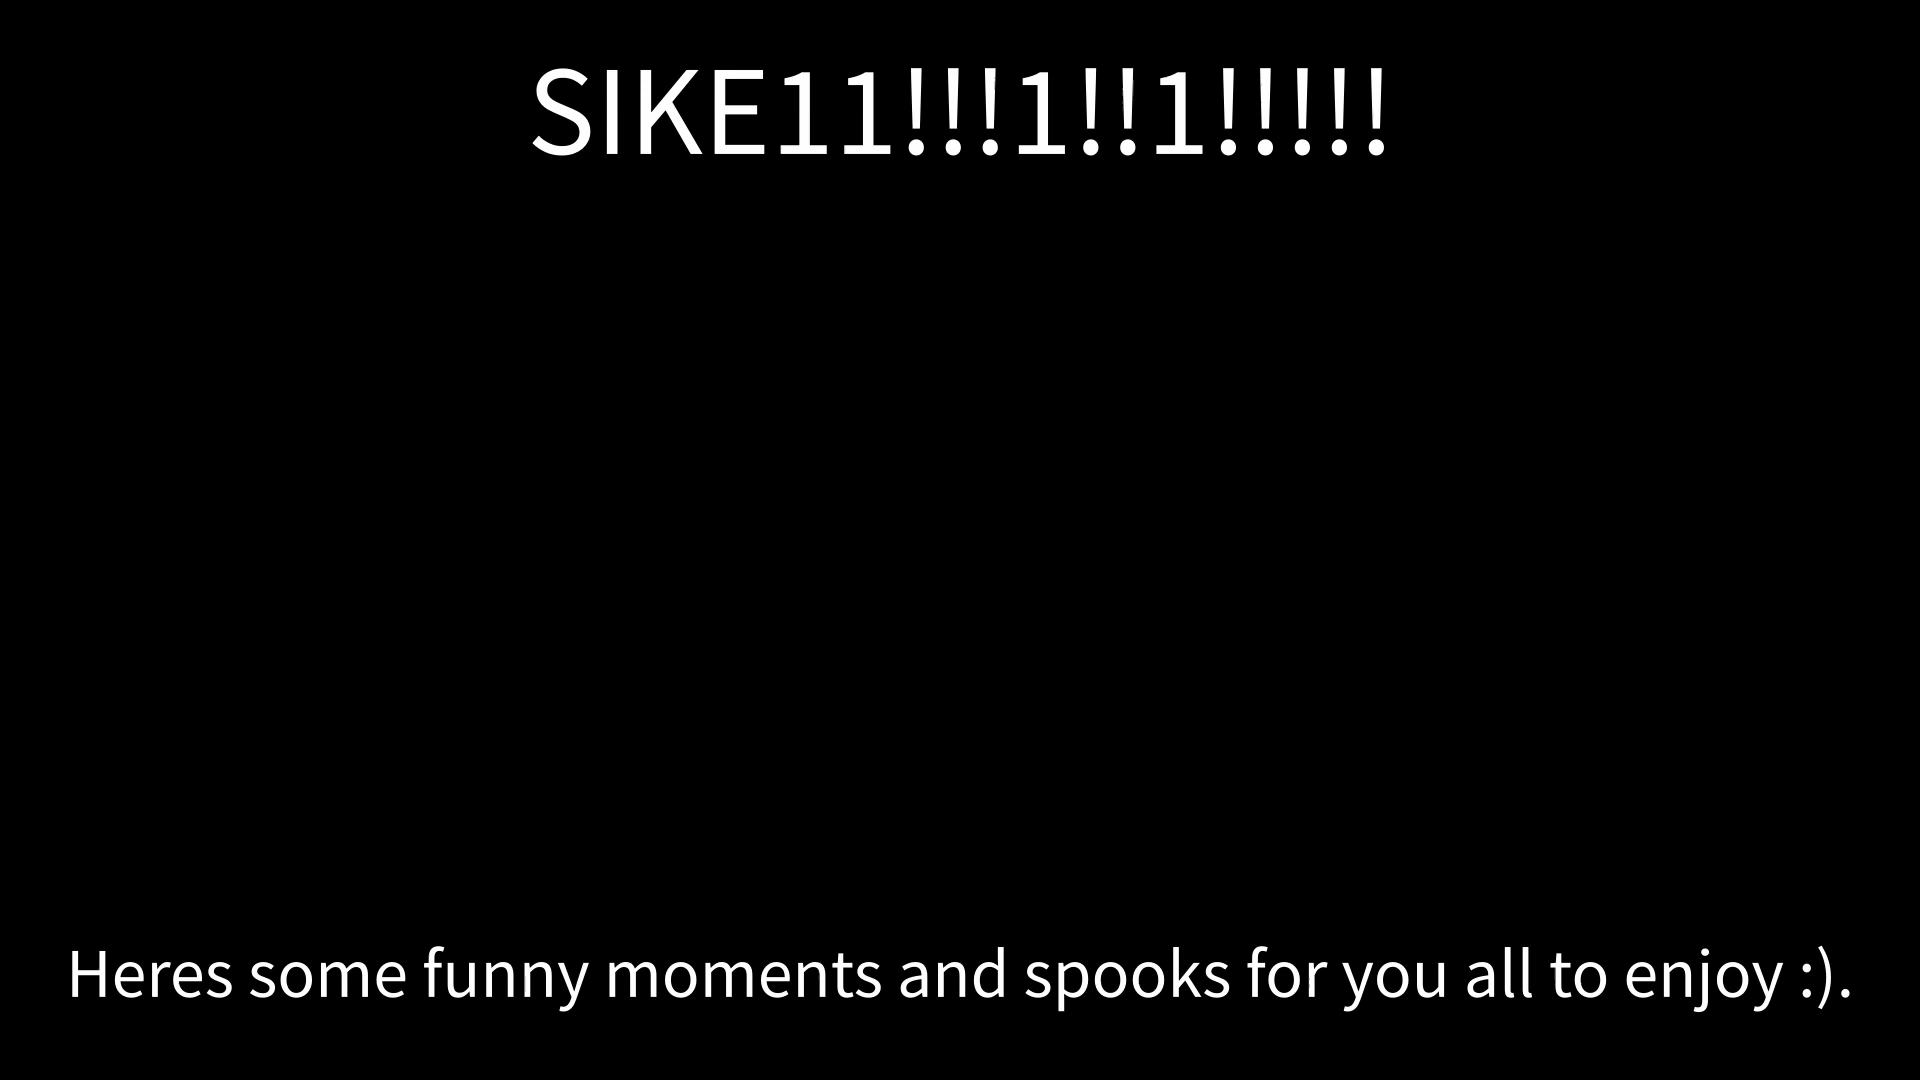 SIKE11!!!1!!1!!!!!
Heres some funny moments and spooks for you all to enjoy :).